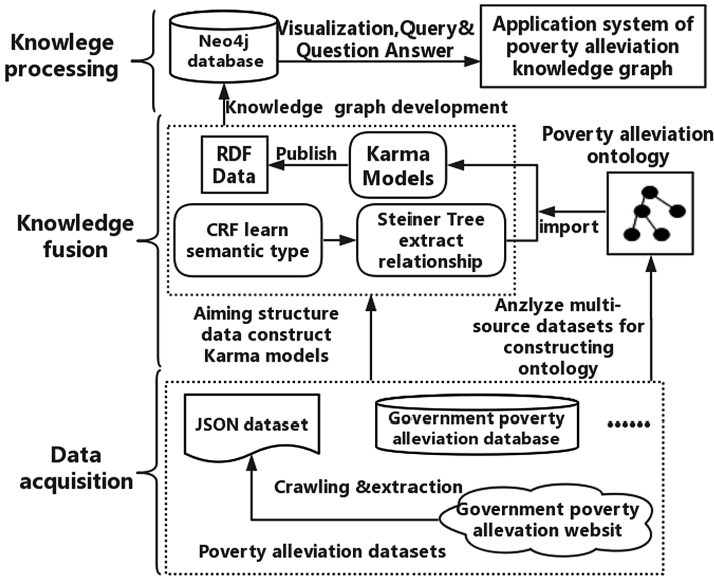 Knowlege
processing
Neo4j
database
Visualization,Query&
Question Answer
Application system of
poverty alleviation
knowledge graph
Knowledge graph development
Knowledge
fusion
RDF
Data
Publish
Karma
Models
Poverty alleviation
ontology
CRF learn
semantic type
Steiner Tree
extract
relationship
import
Aiming structure
data construct
Karma models
Anzlyze multi-
source datasets for
constructing
ontology
Data
acquisition
JSON dataset
Government poverty
alleviation database
......
Crawling &extraction
Government poverty
allevation websit
Poverty alleviation datasets